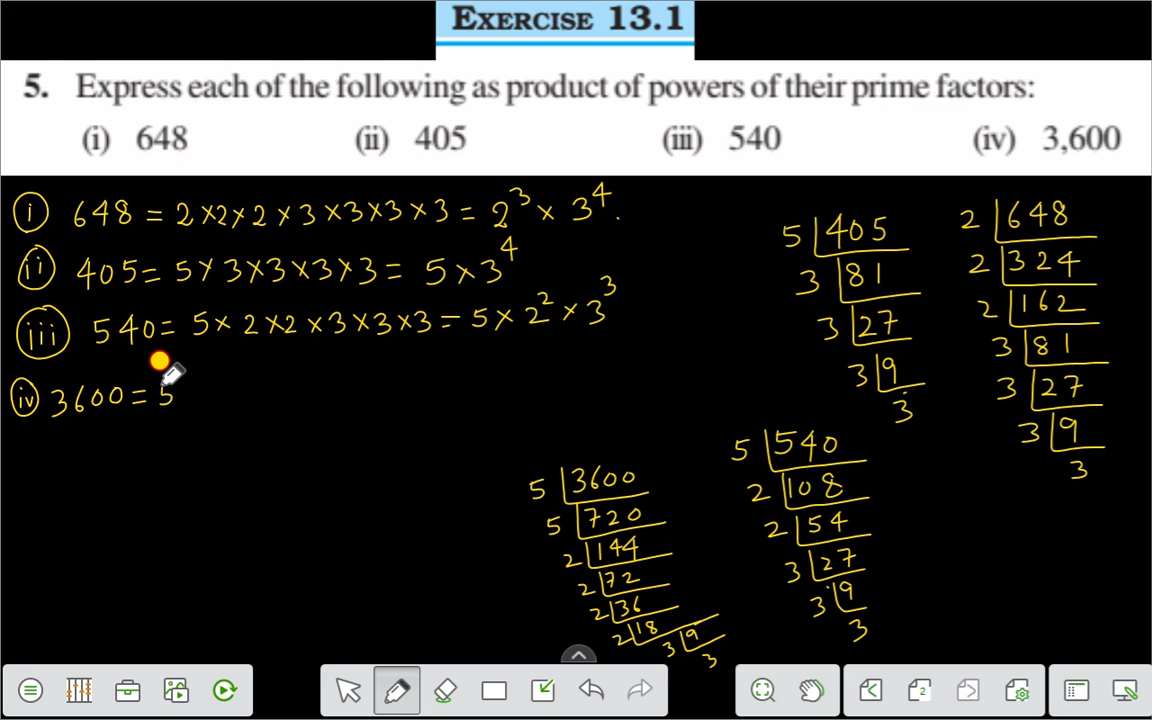 EXERCISE 13.1
5. Express each of the following as product of powers of their prime factors:
(i) 648 (ii) 405 (iii) 540 (iv) 3,600
(i) 648 = 2×2×2×3×3×3×3 = 2³ × 3⁴.
(ii) 405 = 5×3×3×3×3 = 5×3⁴
(iii) 540 = 5×2×2×3×3×3 = 5×2²×3³
(iv) 3600 = 5
5 | 405
3 | 81
3 | 27
3 | 9
3
2 | 648
2 | 324
2 | 162
3 | 81
3 | 27
3 | 9
3
5 | 3600
5 | 720
2 | 144
2 | 72
2 | 36
2 | 18
3 | 9
3
5 | 540
2 | 108
2 | 54
3 | 27
3 | 9
3
2